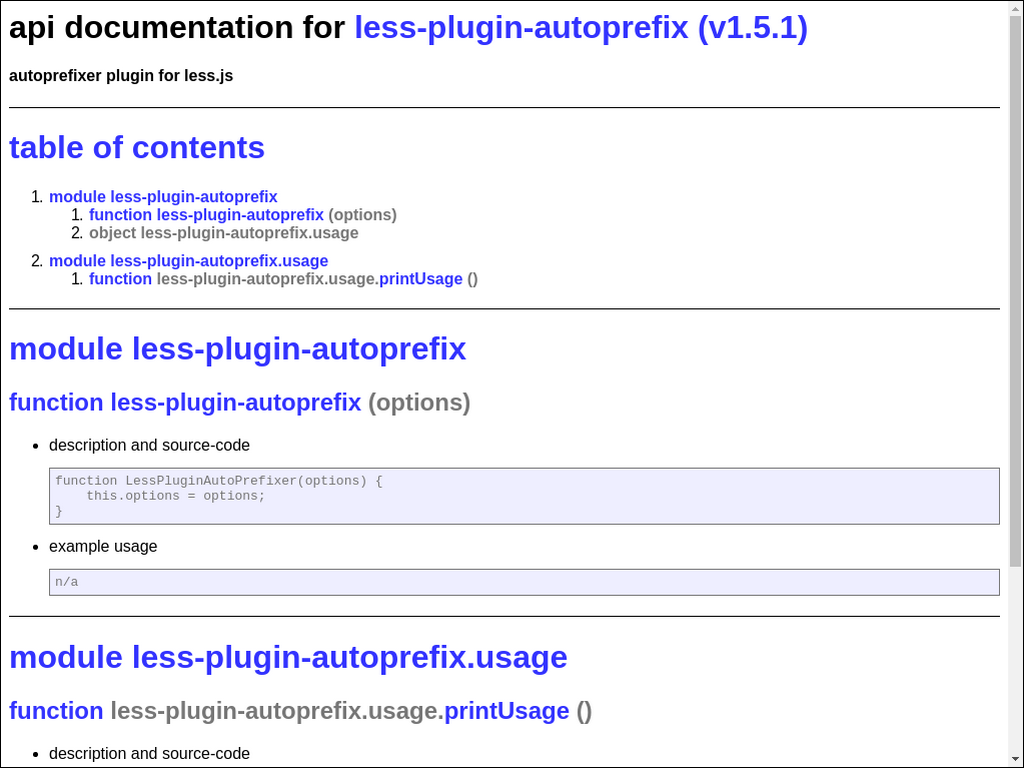 api documentation for less-plugin-autoprefix (v1.5.1)
autoprefixer plugin for less.js
table of contents
1. module less-plugin-autoprefix
1. function less-plugin-autoprefix (options)
2. object less-plugin-autoprefix.usage
2. module less-plugin-autoprefix.usage
1. function less-plugin-autoprefix.usage.printUsage ()
module less-plugin-autoprefix
function less-plugin-autoprefix (options)
• description and source-code
function LessPluginAutoPrefixer(options) {
    this.options = options;
}
• example usage
n/a
module less-plugin-autoprefix.usage
function less-plugin-autoprefix.usage.printUsage ()
• description and source-code